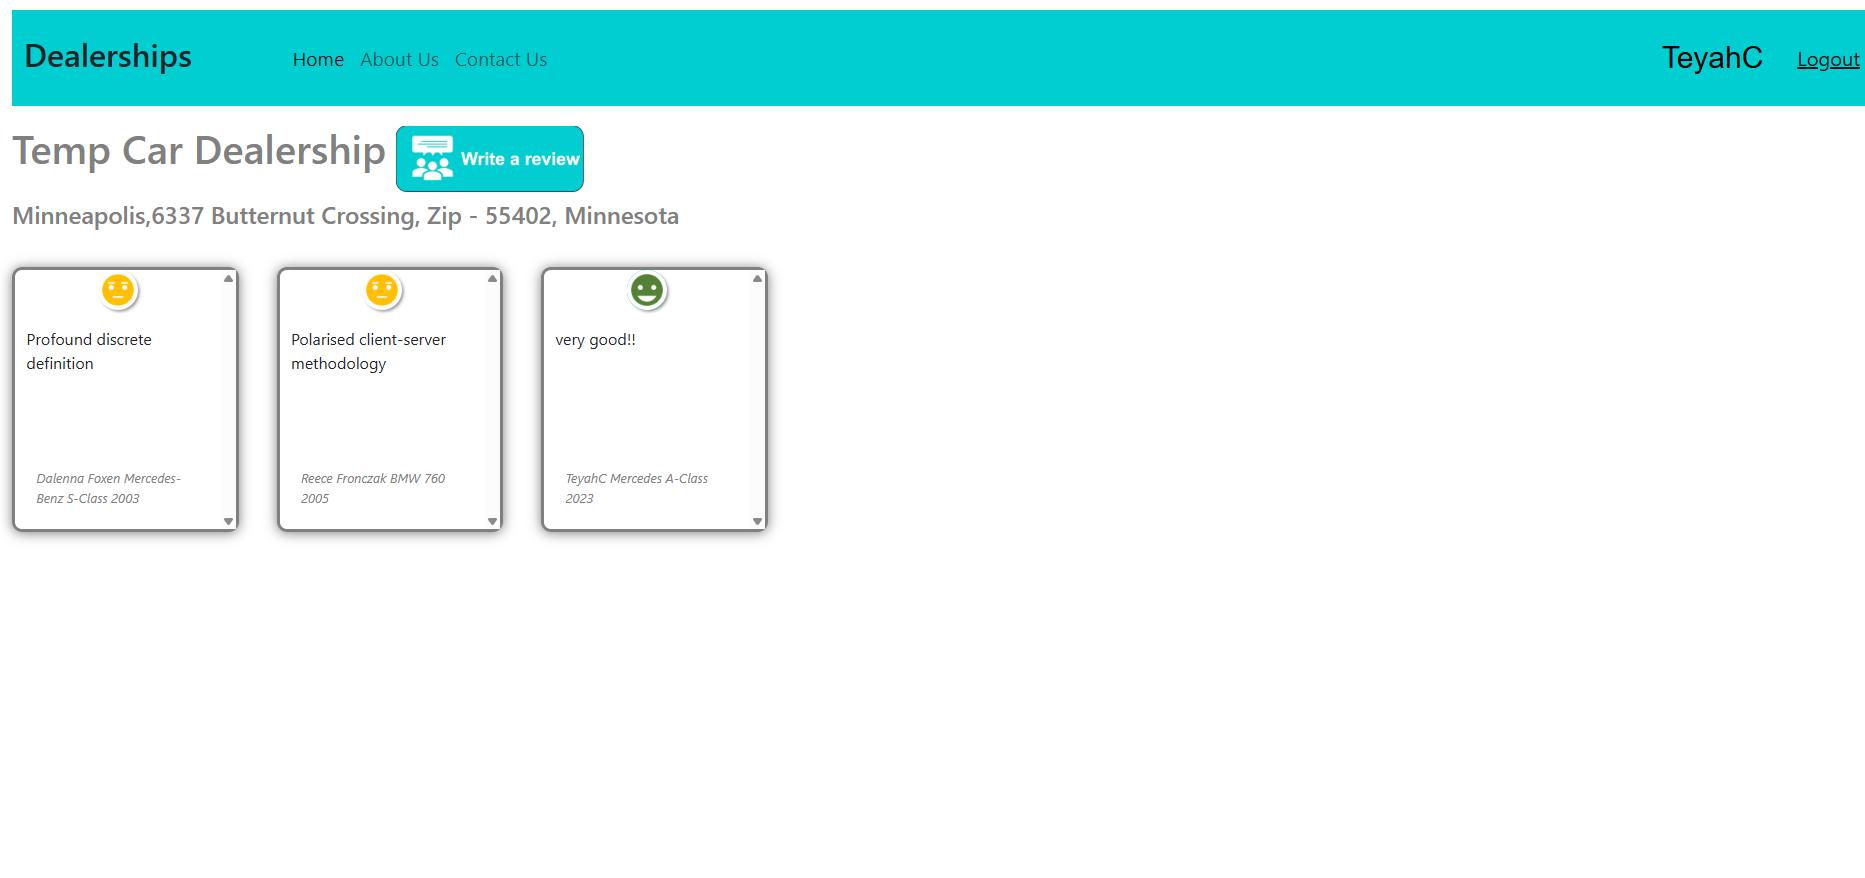 Dealerships
Home About Us Contact Us
TeyahC Logout
Temp Car Dealership
Write a review
Minneapolis,6337 Butternut Crossing, Zip - 55402, Minnesota
Profound discrete
definition
Dalenna Foxen Mercedes-
Benz S-Class 2003
Polarised client-server
methodology
Reece Fronczak BMW 760
2005
very good!!
TeyahC Mercedes A-Class
2023